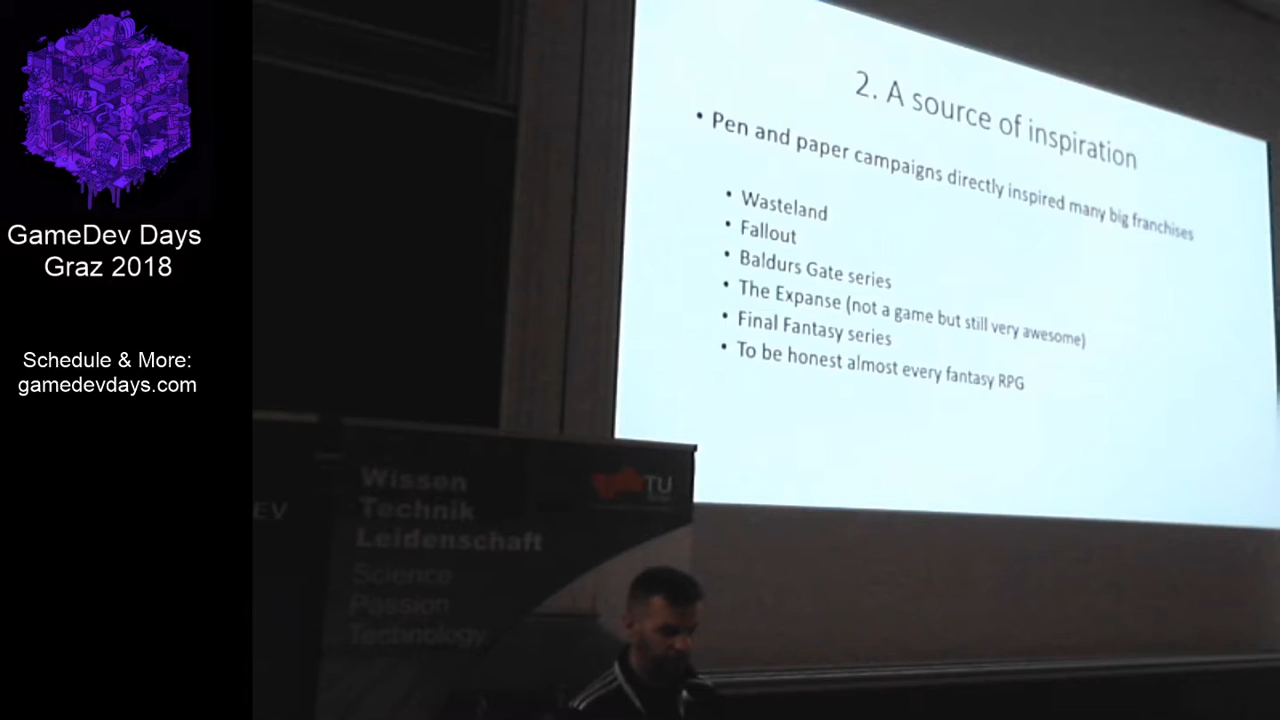 GameDev Days
Graz 2018
Schedule & More:
gamedevdays.com
2. A source of inspiration
• Pen and paper campaigns directly inspired many big franchises
• Wasteland
• Fallout
• Baldurs Gate series
• The Expanse (not a game but still very awesome)
• Final Fantasy series
• To be honest almost every fantasy RPG
EV
Wissen
Technik
Leidenschaft
TU
Science
Passion
Technology